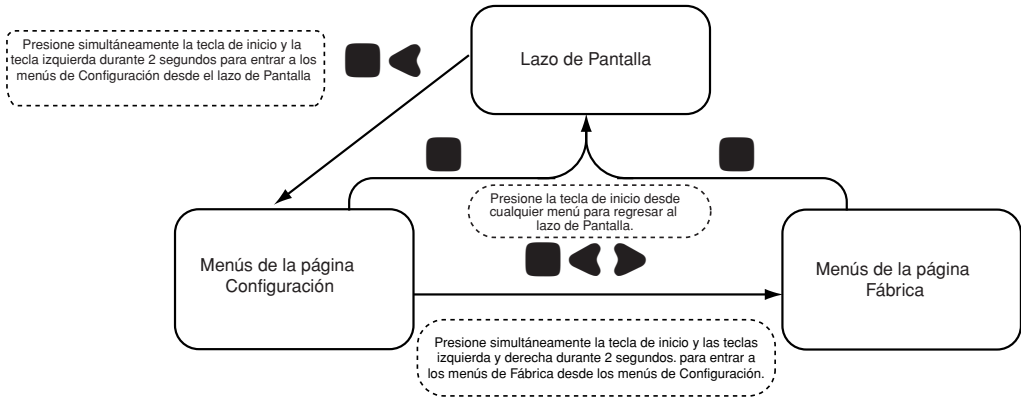 Presione simultáneamente la tecla de inicio y la
tecla izquierda durante 2 segundos para entrar a los
menús de Configuración desde el lazo de Pantalla
Lazo de Pantalla
Presione la tecla de inicio desde
cualquier menú para regresar al
lazo de Pantalla.
Menús de la página
Configuración
Menús de la página
Fábrica
Presione simultáneamente la tecla de inicio y las teclas
izquierda y derecha durante 2 segundos. para entrar a
los menús de Fábrica desde los menús de Configuración.